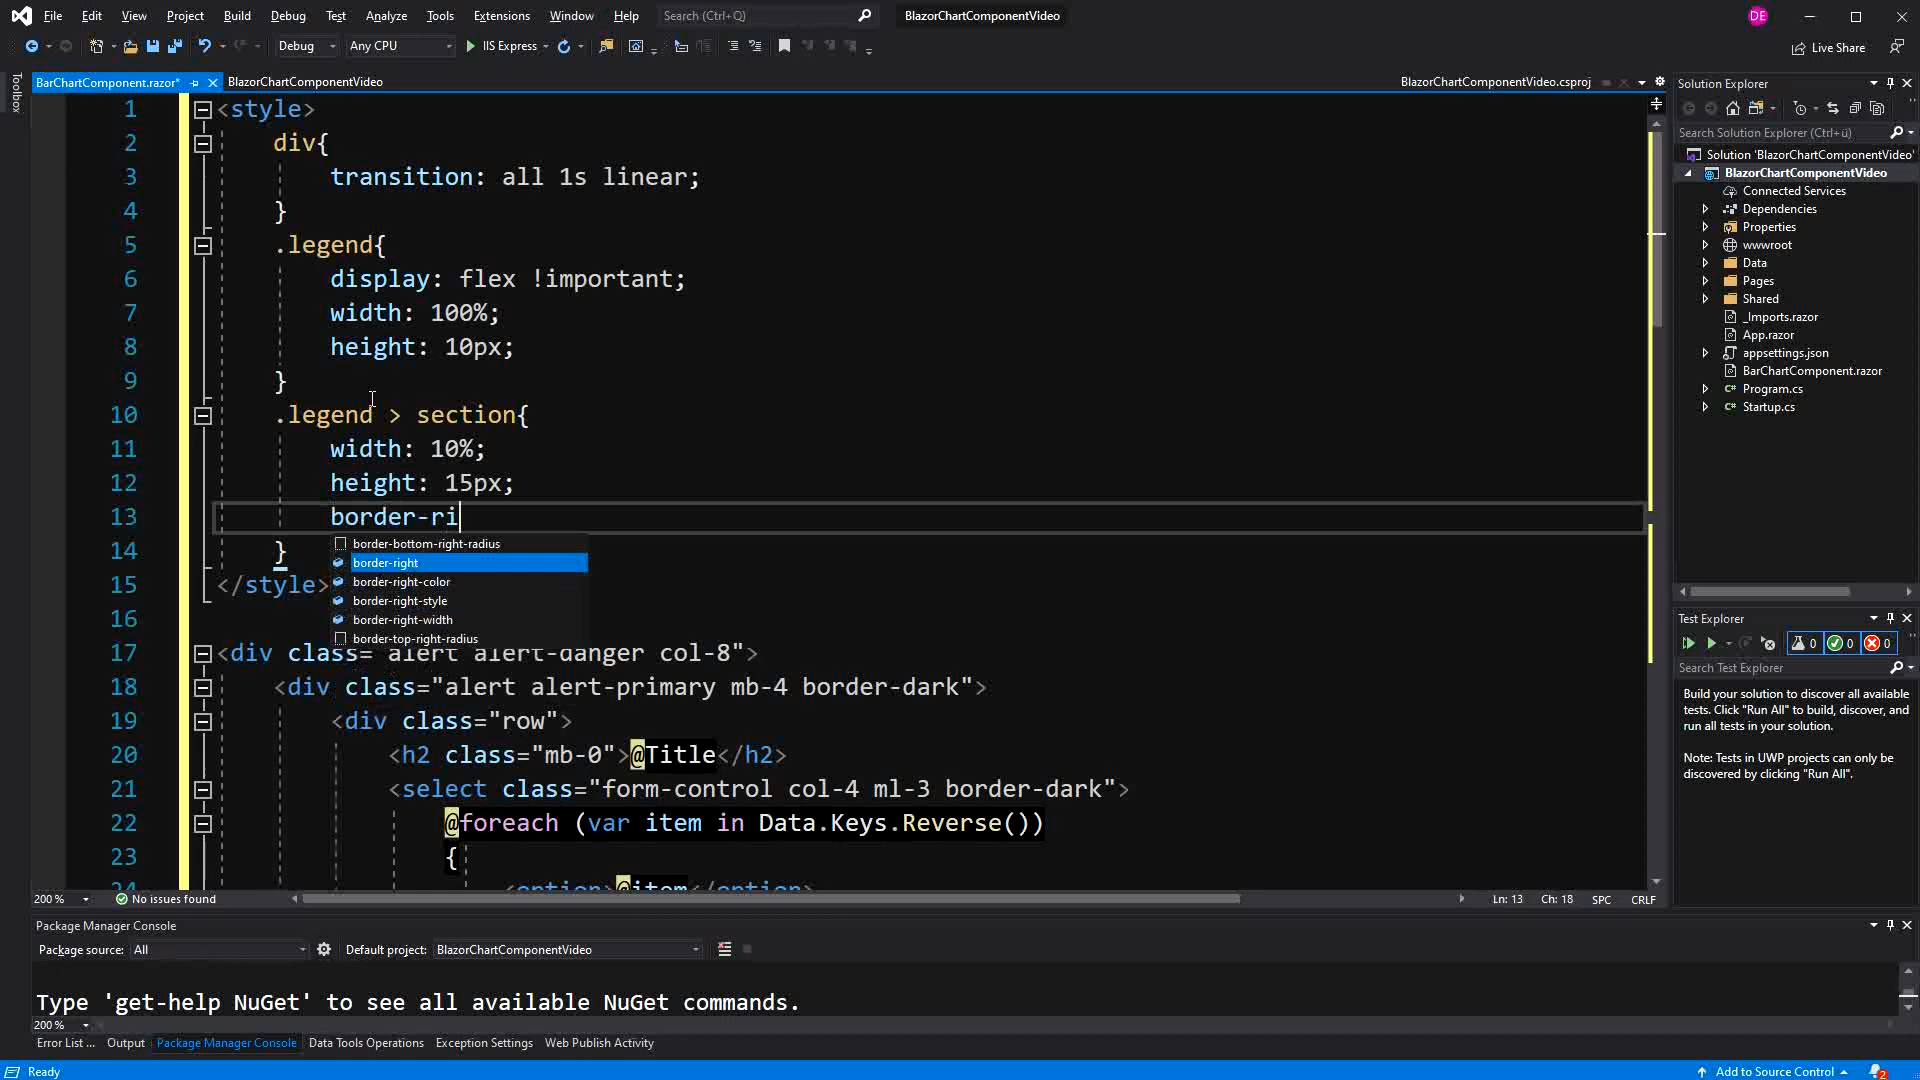 File Edit View Project Build Debug Test Analyze Tools Extensions Window Help Search (Ctrl+Q) BlazorChartComponentVideo DE
Debug Any CPU IIS Express Live Share
Toolbox
BarChartComponent.razor* BlazorChartComponentVideo BlazorChartComponentVideo.csproj
1 <style>
2 div{
3 transition: all 1s linear;
4 }
5 .legend{
6 display: flex !important;
7 width: 100%;
8 height: 10px;
9 }
10 .legend > section{
11 width: 10%;
12 height: 15px;
13 border-ri
14 }
15 </style>
16
border-bottom-right-radius
border-right
border-right-color
border-right-style
border-right-width
border-top-right-radius
17 <div class="alert alert-danger col-8">
18 <div class="alert alert-primary mb-4 border-dark">
19 <div class="row">
20 <h2 class="mb-0">@Title</h2>
21 <select class="form-control col-4 ml-3 border-dark">
22 @foreach (var item in Data.Keys.Reverse())
23 {
24 <option>@item</option>
200 % No issues found Ln: 13 Ch: 18 SPC CRLF
Solution Explorer
Search Solution Explorer (Ctrl+ü)
Solution 'BlazorChartComponentVideo'
BlazorChartComponentVideo
Connected Services
Dependencies
Properties
wwwroot
Data
Pages
Shared
_Imports.razor
App.razor
appsettings.json
BarChartComponent.razor
C# Program.cs
C# Startup.cs
Test Explorer
0 0 0
Search Test Explorer
Build your solution to discover all available
tests. Click "Run All" to build, discover, and
run all tests in your solution.
Note: Tests in UWP projects can only be
discovered by clicking "Run All".
Package Manager Console
Package source: All Default project: BlazorChartComponentVideo
Type 'get-help NuGet' to see all available NuGet commands.
200 %
Error List ... Output Package Manager Console Data Tools Operations Exception Settings Web Publish Activity
Ready Add to Source Control 2